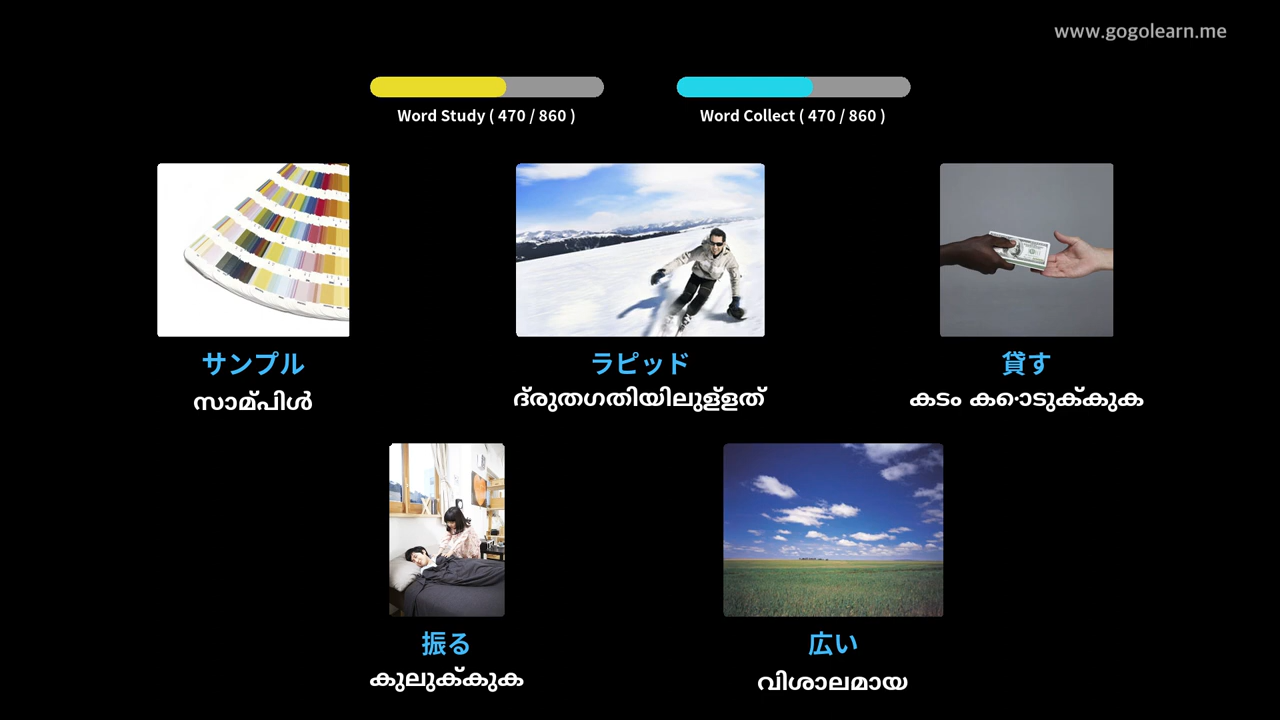 www.gogolearn.me
Word Study ( 470 / 860 )
Word Collect ( 470 / 860 )
サンプル
ラピッド
貸す
സാമ്പിൾ
ദ്രുതഗതിയിലുള്ളത്
കടം കൊടുക്കുക
振る
広い
കുലുക്കുക
വിശാലമായ